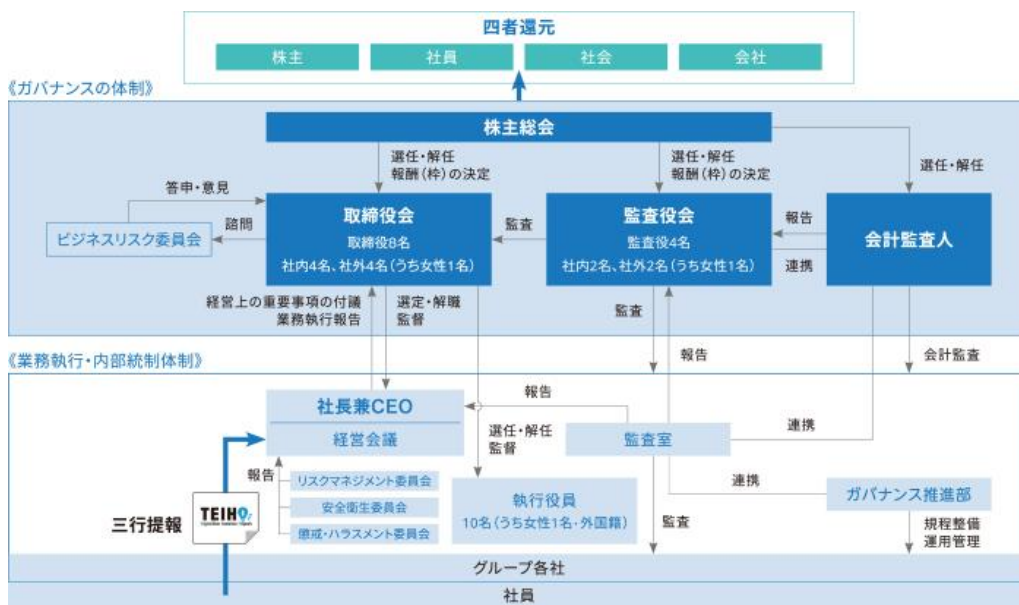 四者還元
株主
社員
社会
会社
《ガバナンスの体制》
株主総会
選任・解任
報酬(枠)の決定
選任・解任
報酬(枠)の決定
選任・解任
答申・意見
諮問
ビジネスリスク委員会
取締役会
取締役8名
社内4名、社外4名(うち女性1名)
監査
監査役会
監査役4名
社内2名、社外2名(うち女性1名)
報告
連携
会計監査人
経営上の重要事項の付議
業務執行報告
選定・解職
監督
監査
報告
会計監査
《業務執行・内部統制体制》
社長兼CEO
経営会議
報告
選任・解任
監督
監査室
連携
報告
リスクマネジメント委員会
安全衛生委員会
懲戒・ハラスメント委員会
執行役員
10名(うち女性1名・外国籍)
監査
連携
ガバナンス推進部
規程整備
運用管理
三行提報
TEIHO
グループ各社
社員